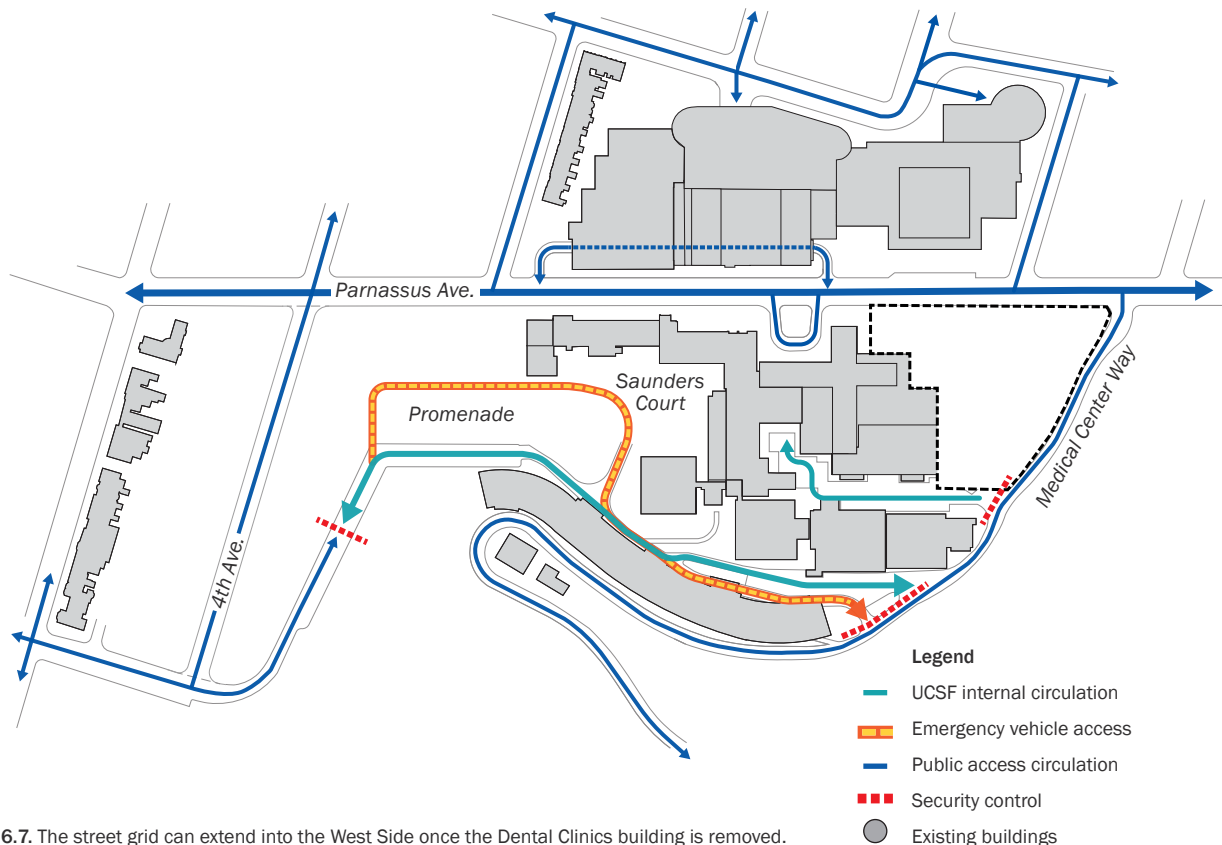 Parnassus Ave.
Saunders
Court
Promenade
Medical Center Way
4th Ave.
Legend
UCSF internal circulation
Emergency vehicle access
Public access circulation
Security control
Existing buildings
6.7. The street grid can extend into the West Side once the Dental Clinics building is removed.